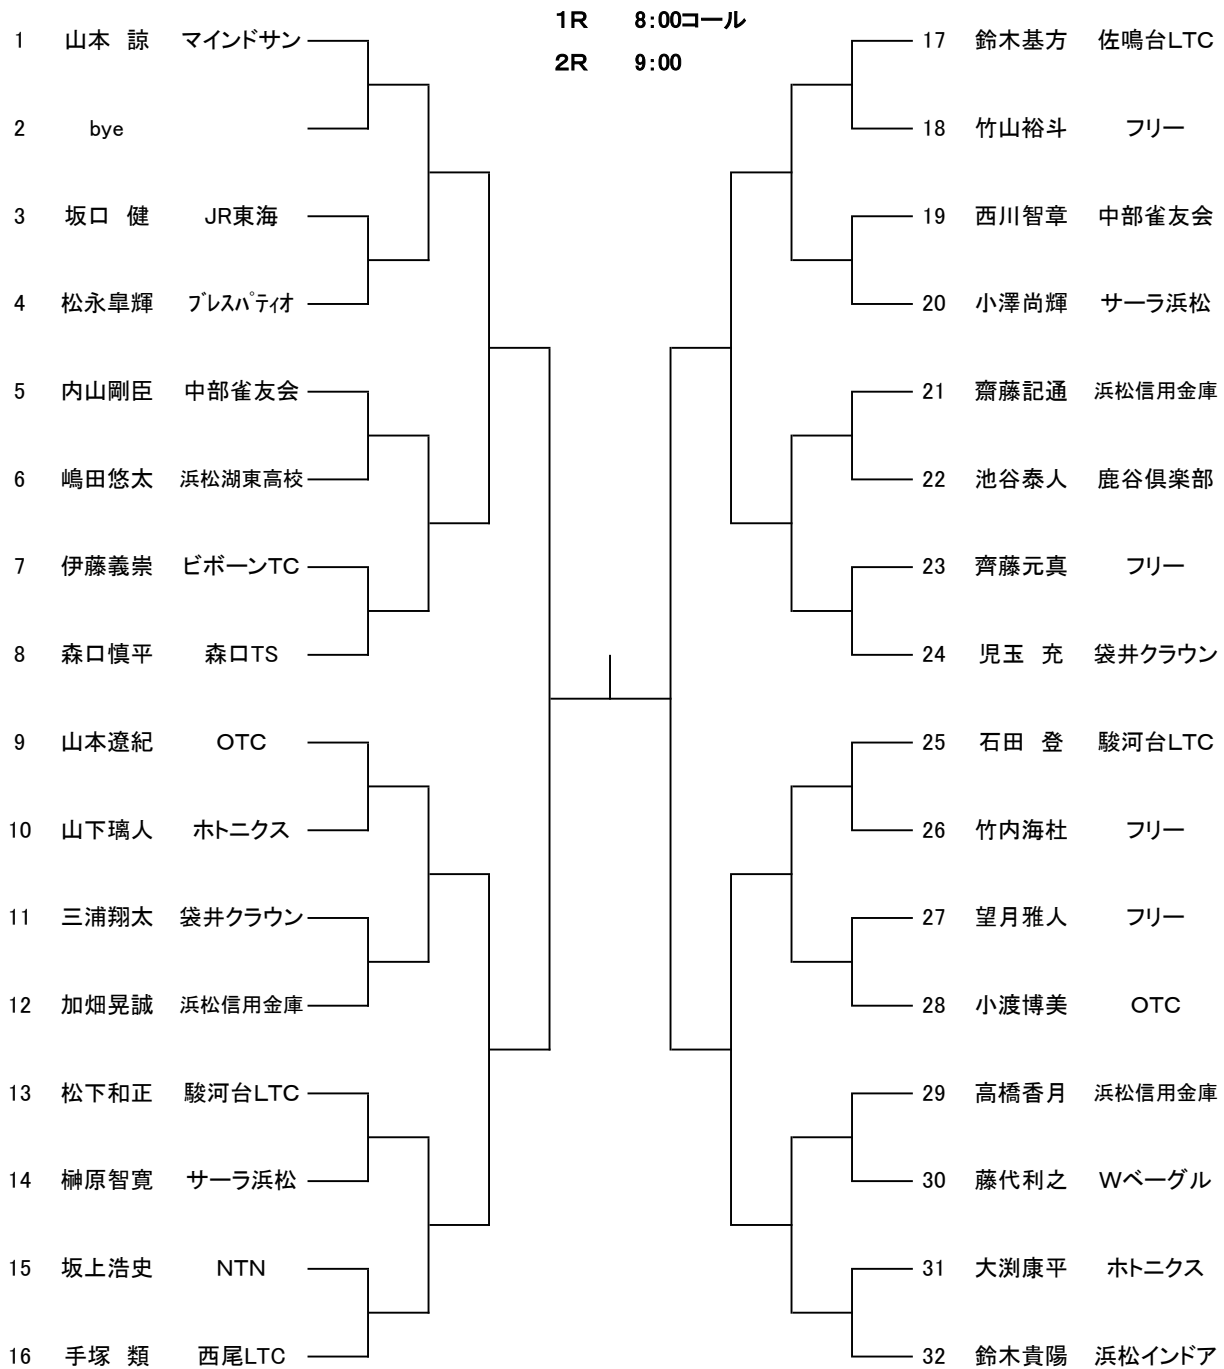 1R 8:00コール
2R 9:00
1 山本 諒 マインドサン
2 bye
3 坂口 健 JR東海
4 松永皐輝 ブレスパティオ
5 内山剛臣 中部雀友会
6 嶋田悠太 浜松湖東高校
7 伊藤義崇 ビボーンTC
8 森口慎平 森口TS
9 山本遼紀 OTC
10 山下璃人 ホトニクス
11 三浦翔太 袋井クラウン
12 加畑晃誠 浜松信用金庫
13 松下和正 駿河台LTC
14 榊原智寛 サーラ浜松
15 坂上浩史 NTN
16 手塚 類 西尾LTC
17 鈴木基方 佐鳴台LTC
18 竹山裕斗 フリー
19 西川智章 中部雀友会
20 小澤尚輝 サーラ浜松
21 齋藤記通 浜松信用金庫
22 池谷泰人 鹿谷倶楽部
23 齊藤元真 フリー
24 児玉 充 袋井クラウン
25 石田 登 駿河台LTC
26 竹内海杜 フリー
27 望月雅人 フリー
28 小渡博美 OTC
29 高橋香月 浜松信用金庫
30 藤代利之 Wベーグル
31 大渕康平 ホトニクス
32 鈴木貴陽 浜松インドア